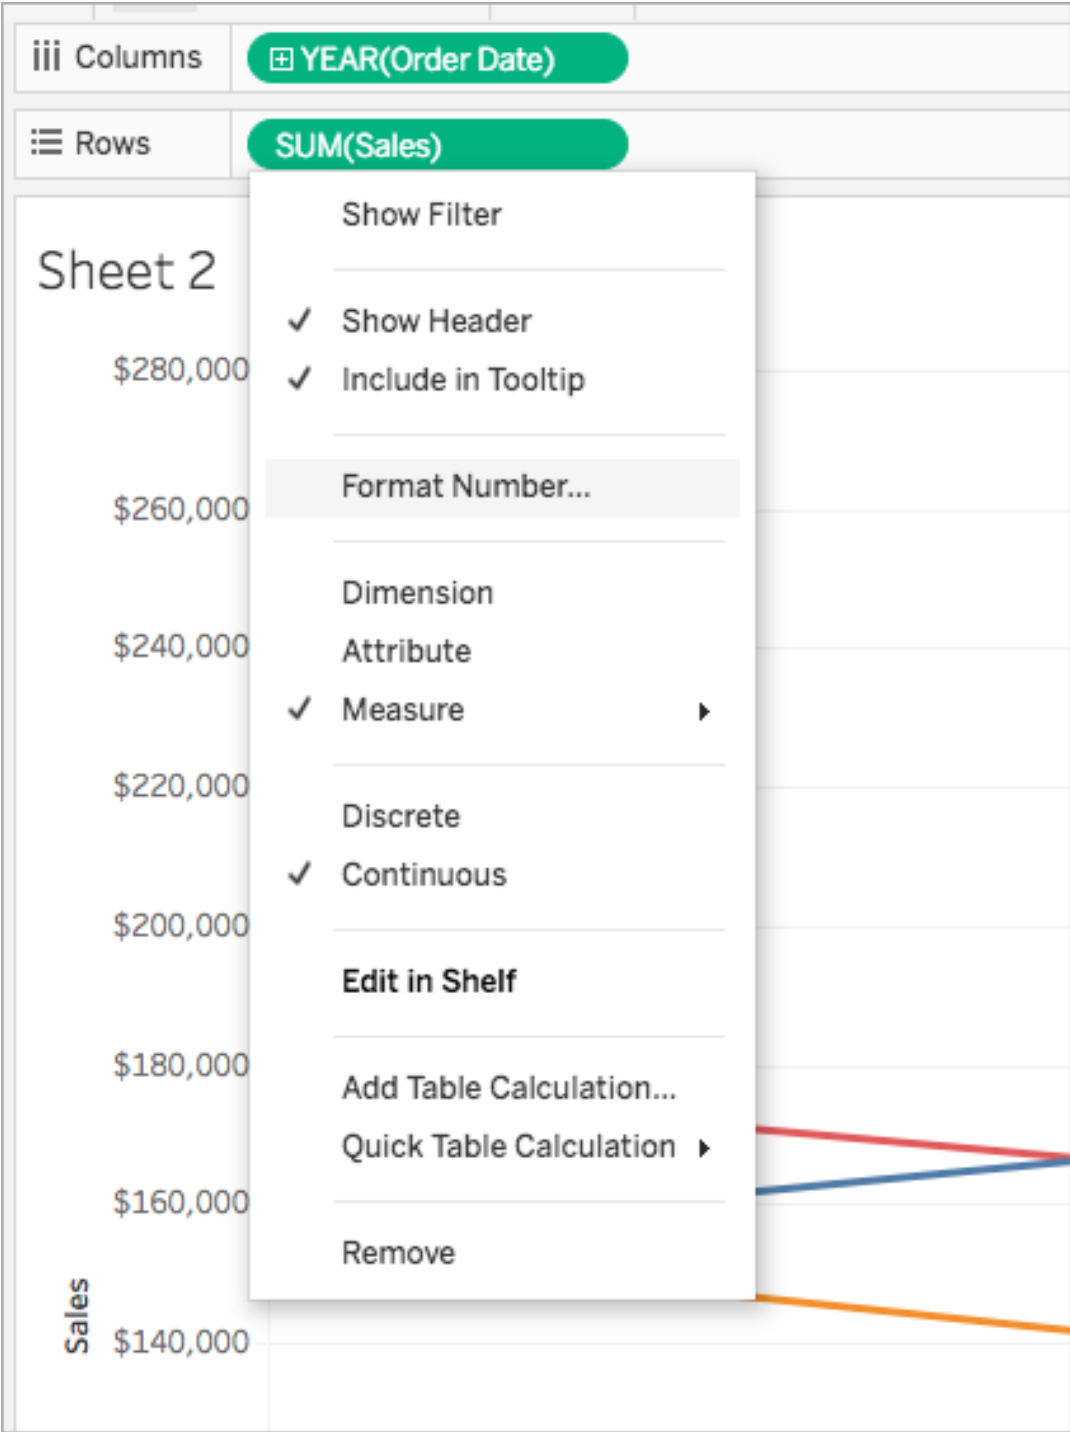 Columns
YEAR(Order Date)
Rows
SUM(Sales)
Sheet 2
Show Filter
Show Header
Include in Tooltip
Format Number...
Dimension
Attribute
Measure
Discrete
Continuous
Edit in Shelf
Add Table Calculation...
Quick Table Calculation
Remove
$280,000
$260,000
$240,000
$220,000
$200,000
$180,000
$160,000
$140,000
Sales